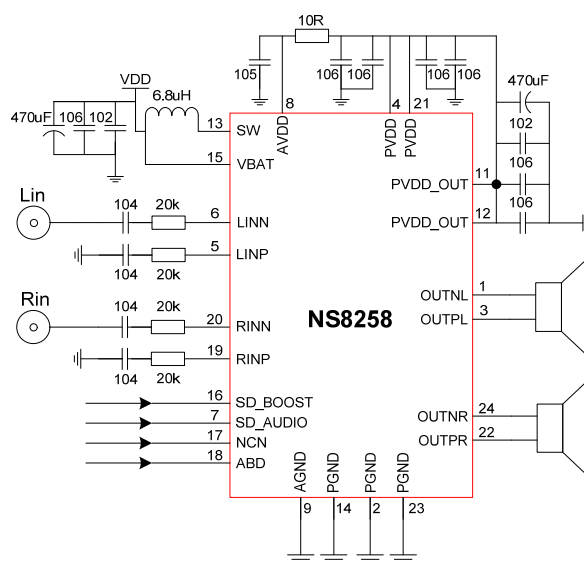 10R
105
106
106
106
106
470uF
VDD
6.8uH
470uF
106
102
8
4
21
AVDD
PVDD
PVDD
102
106
106
13
SW
15
VBAT
11
PVDD_OUT
12
PVDD_OUT
Lin
104
20k
6
LINN
5
LINP
104
20k
1
OUTNL
3
OUTPL
NS8258
Rin
104
20k
20
RINN
19
RINP
104
20k
16
SD_BOOST
7
SD_AUDIO
17
NCN
18
ABD
24
OUTNR
22
OUTPR
AGND
PGND
PGND
PGND
9
14
2
23